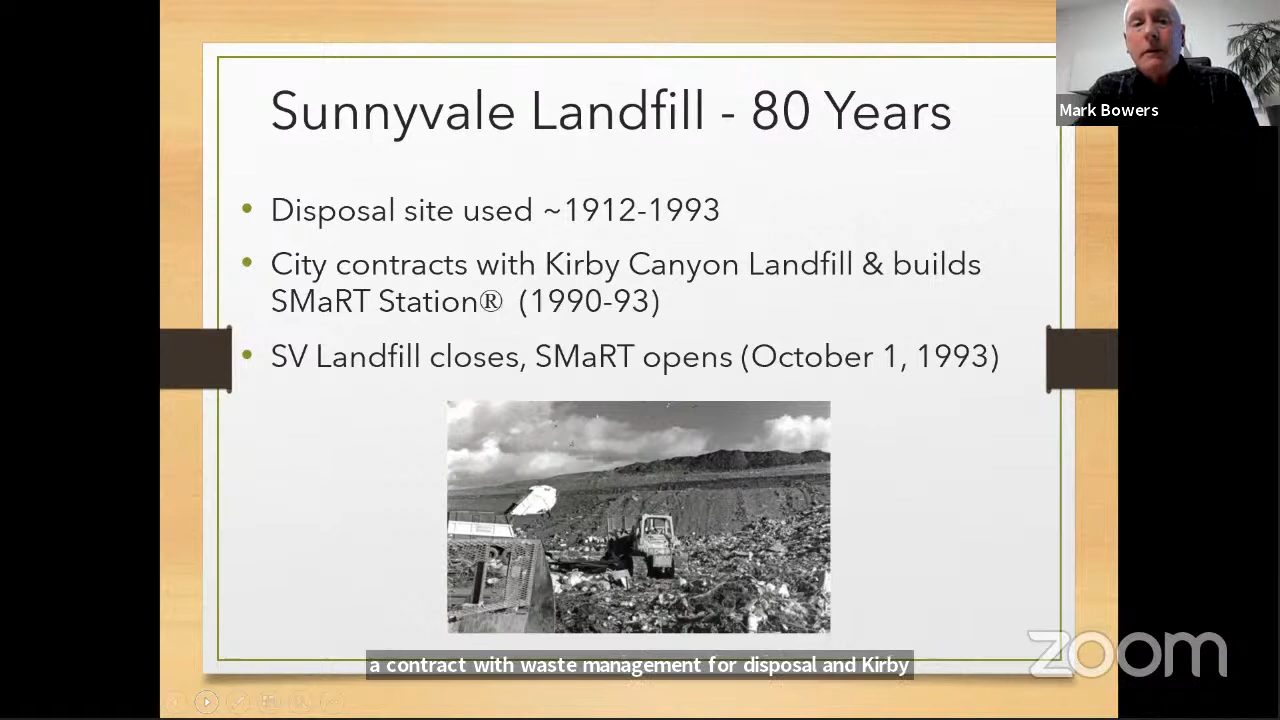 Sunnyvale Landfill - 80 Years
Mark Bowers
• Disposal site used ~1912-1993
• City contracts with Kirby Canyon Landfill & builds
SMaRT Station® (1990-93)
• SV Landfill closes, SMaRT opens (October 1, 1993)
zoom
a contract with waste management for disposal and Kirby